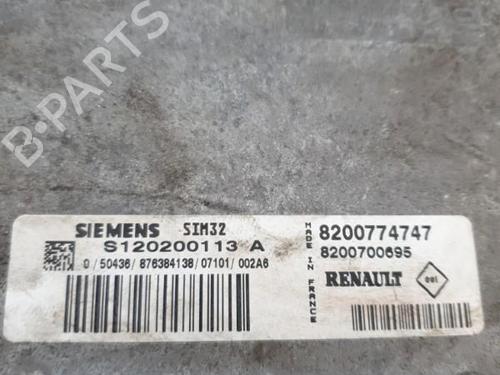 SIEMENS SIM32
S120200113 A
0/50436/876384138/07101/002A6
MADE IN FRANCE
8200774747
8200700695
RENAULT
B-PARTS